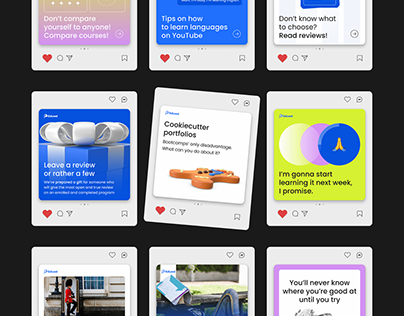 Don't compare
yourself to anyone!
Compare courses!
Tips on how
to learn languages
on YouTube
Don't know what
to choose?
Read reviews!
Leave a review
or rather a few
We've prepared a gift for someone who
will give the most open and true review
on an enrolled and completed program
Cookiecutter
portfolios
Bootcamps' only disadvantage.
What can you do about it?
I'm gonna start
learning it next week,
I promise.
You'll never know
where you're good at
until you try